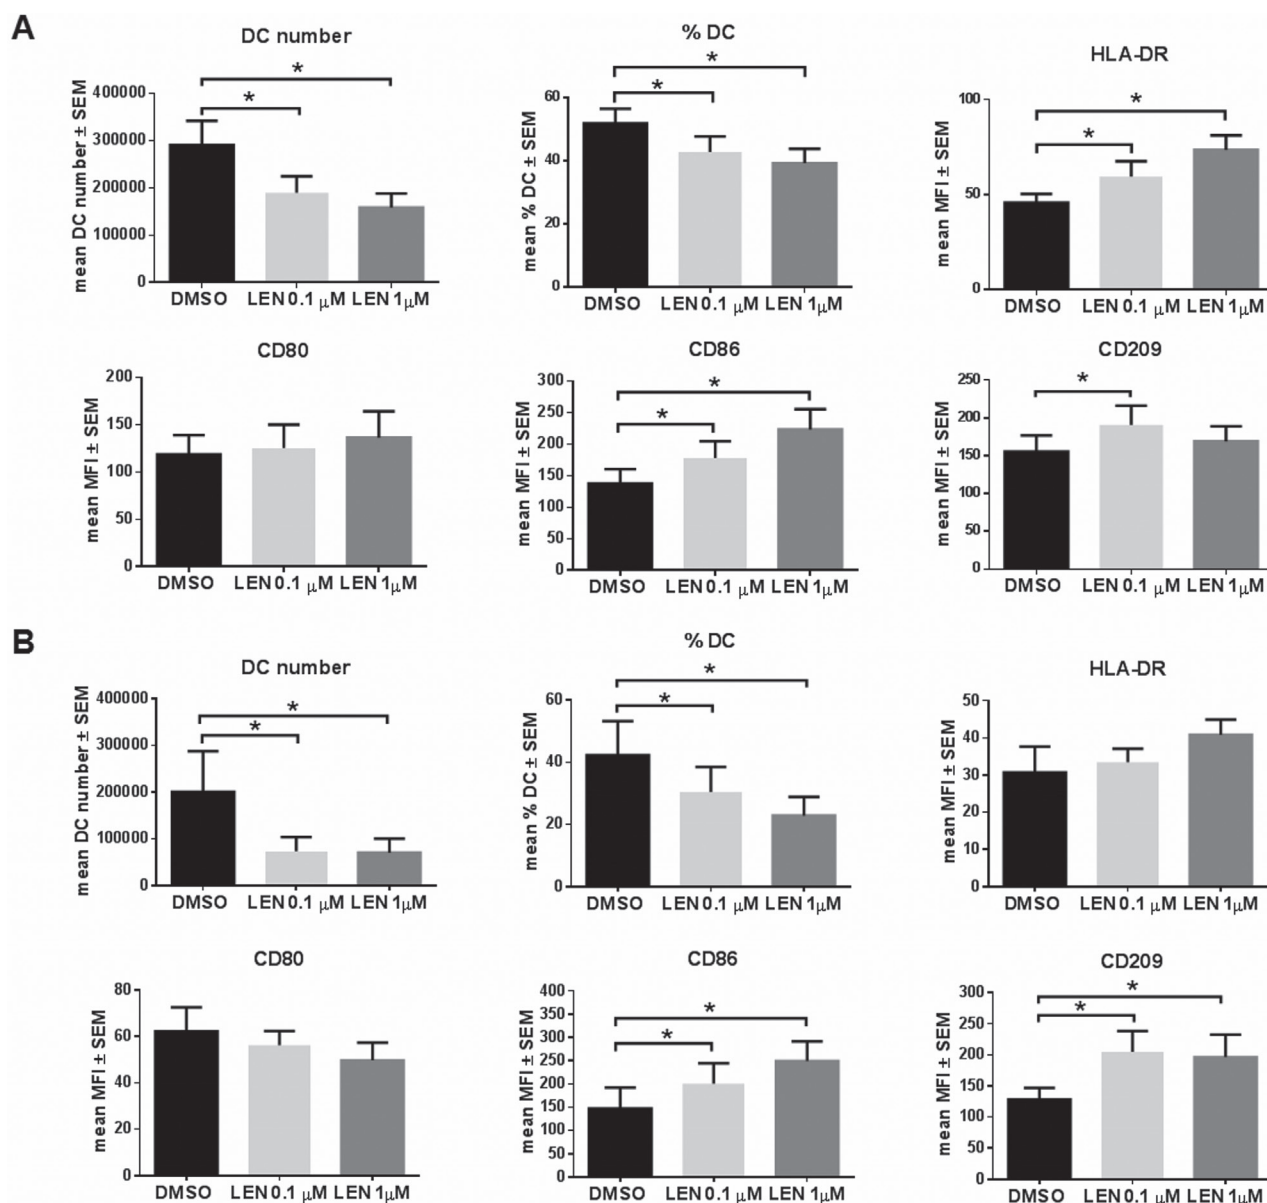 A
DC number
mean DC number ± SEM
400000
300000
200000
100000
0
*
*
DMSO LEN 0.1 μM LEN 1μM
% DC
mean % DC ± SEM
60
40
20
0
*
*
DMSO LEN 0.1 μM LEN 1μM
HLA-DR
mean MFI ± SEM
100
50
0
*
*
DMSO LEN 0.1 μM LEN 1μM
CD80
mean MFI ± SEM
200
150
100
50
0
DMSO LEN 0.1 μM LEN 1μM
CD86
mean MFI ± SEM
300
250
200
150
100
50
0
*
*
DMSO LEN 0.1 μM LEN 1μM
CD209
mean MFI ± SEM
250
200
150
100
50
0
*
DMSO LEN 0.1 μM LEN 1μM
B
DC number
mean DC number ± SEM
400000
300000
200000
100000
0
*
*
DMSO LEN 0.1 μM LEN 1μM
% DC
mean % DC ± SEM
60
40
20
0
*
*
DMSO LEN 0.1 μM LEN 1μM
HLA-DR
mean MFI ± SEM
50
40
30
20
10
0
DMSO LEN 0.1 μM LEN 1μM
CD80
mean MFI ± SEM
80
60
40
20
0
DMSO LEN 0.1 μM LEN 1μM
CD86
mean MFI ± SEM
400
350
300
250
200
150
100
50
0
*
*
DMSO LEN 0.1 μM LEN 1μM
CD209
mean MFI ± SEM
300
250
200
150
100
50
0
*
*
DMSO LEN 0.1 μM LEN 1μM